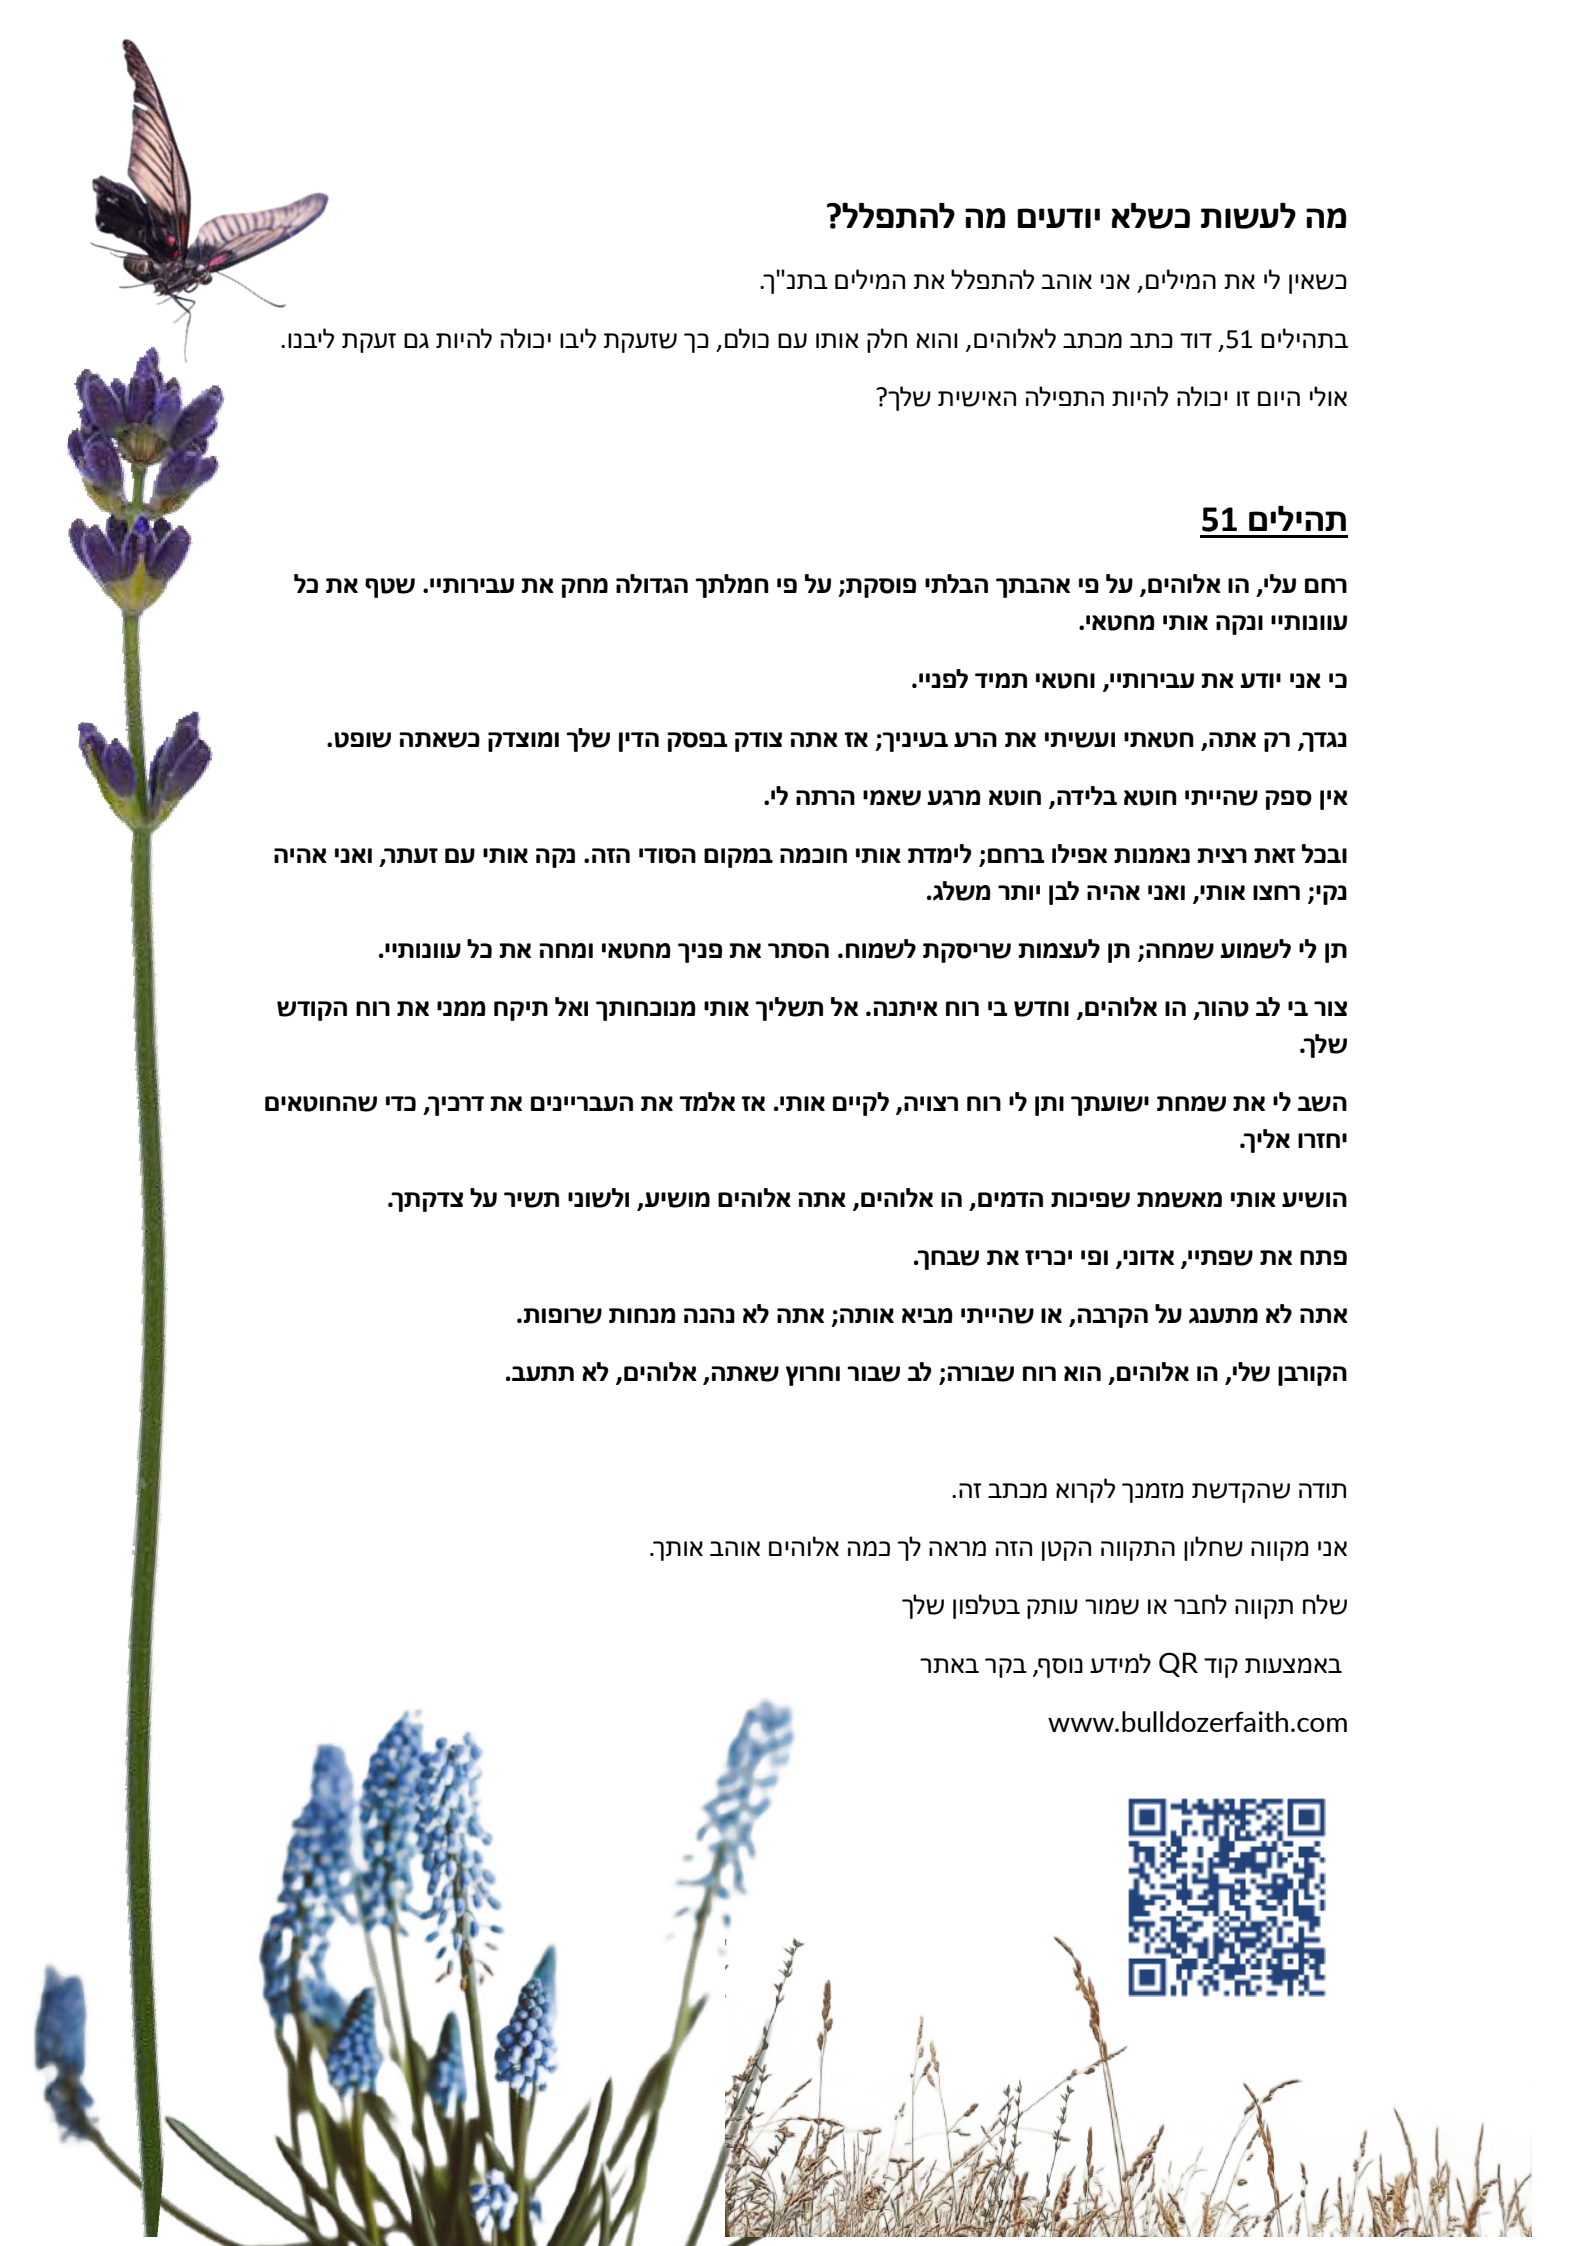 מה לעשות כשלא יודעים מה להתפלל?
כשאין לי את המילים, אני אוהב להתפלל את המילים בתנ"ך.
בתהילים 51, דוד כתב מכתב לאלוהים, והוא חלק אותו עם כולם, כך שזעקת ליבו יכולה להיות גם זעקת ליבנו.
אולי היום זו יכולה להיות התפילה האישית שלך?
תהילים 51
רחם עלי, הו אלוהים, על פי אהבתך הבלתי פוסקת; על פי חמלתך הגדולה מחק את עבירותיי. שטף את כל
עוונותיי ונקה אותי מחטאי.
כי אני יודע את עבירותיי, וחטאי תמיד לפניי.
נגדך, רק אתה, חטאתי ועשיתי את הרע בעיניך; אז אתה צודק בפסק הדין שלך ומוצדק כשאתה שופט.
אין ספק שהייתי חוטא בלידה, חוטא מרגע שאמי הרתה לי.
ובכל זאת רצית נאמנות אפילו ברחם; לימדת אותי חוכמה במקום הסודי הזה. נקה אותי עם זעתר, ואני אהיה
נקי; רחצו אותי, ואני אהיה לבן יותר משלג.
תן לי לשמוע שמחה; תן לעצמות שריסקת לשמוח. הסתר את פניך מחטאי ומחה את כל עוונותיי.
צור בי לב טהור, הו אלוהים, וחדש בי רוח איתנה. אל תשליך אותי מנוכחותך ואל תיקח ממני את רוח הקודש
שלך.
השב לי את שמחת ישועתך ותן לי רוח רצויה, לקיים אותי. אז אלמד את העבריינים את דרכיך, כדי שהחוטאים
יחזרו אליך.
הושיע אותי מאשמת שפיכות הדמים, הו אלוהים, אתה אלוהים מושיע, ולשוני תשיר על צדקתך.
פתח את שפתיי, אדוני, ופי יכריז את שבחך.
אתה לא מתענג על הקרבה, או שהייתי מביא אותה; אתה לא נהנה מנחות שרופות.
הקורבן שלי, הו אלוהים, הוא רוח שבורה; לב שבור וחרוץ שאתה, אלוהים, לא תתעב.
תודה שהקדשת מזמנך לקרוא מכתב זה.
אני מקווה שחלון התקווה הקטן הזה מראה לך כמה אלוהים אוהב אותך.
שלח תקווה לחבר או שמור עותק בטלפון שלך
באמצעות קוד QR למידע נוסף, בקר באתר
www.bulldozerfaith.com